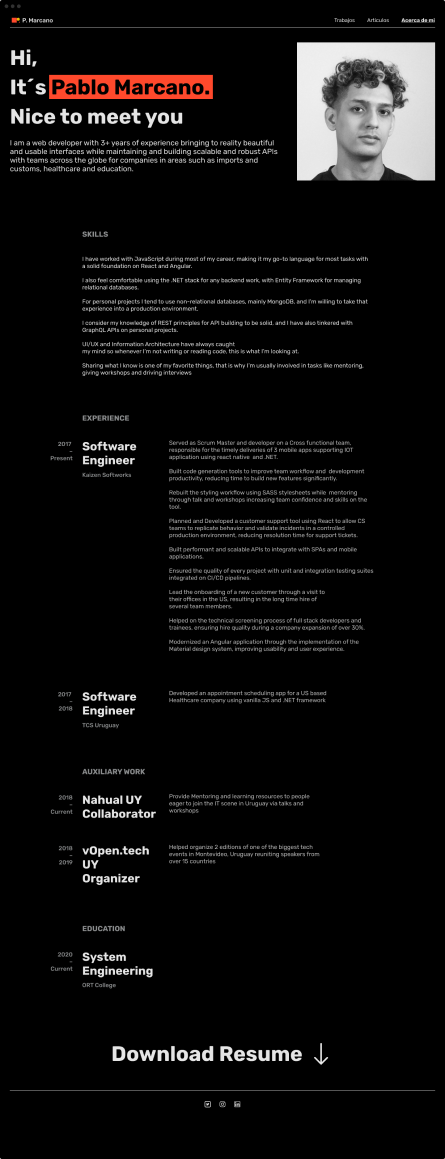 P. Marcano
Trabajos Artículos Acerca de mí
Hi,
It´s Pablo Marcano.
Nice to meet you
I am a web developer with 3+ years of experience bringing to reality beautiful
and usable interfaces while maintaining and building scalable and robust APIs
with teams across the globe for companies in areas such as imports and
customs, healthcare and education.
SKILLS
I have worked with JavaScript during most of my career, making it my go-to language for most tasks with
a solid foundation on React and Angular.
I also feel comfortable using the .NET stack for any backend work, with Entity Framework for managing
relational databases.
For personal projects I tend to use non-relational databases, mainly MongoDB, and I'm willing to take that
experience into a production environment.
I consider my knowledge of REST principles for API building to be solid, and I have also tinkered with
GraphQL APIs on personal projects.
UI/UX and Information Architecture have always caught
my mind so whenever I'm not writing or reading code, this is what I'm looking at.
Sharing what I know is one of my favorite things, that is why I'm usually involved in tasks like mentoring,
giving workshops and driving interviews
EXPERIENCE
2017
–
Present
Software
Engineer
Kaizen Softworks
Served as Scrum Master and developer on a Cross functional team,
responsible for the timely deliveries of 3 mobile apps supporting IOT
application using react native and .NET.
Built code generation tools to improve team workflow and development
productivity, reducing time to build new features significantly.
Rebuilt the styling workflow using SASS stylesheets while mentoring
through talk and workshops increasing team confidence and skills on the
tool.
Planned and Developed a customer support tool using React to allow CS
teams to replicate behavior and validate incidents in a controlled
production environment, reducing resolution time for support tickets.
Built performant and scalable APIs to integrate with SPAs and mobile
applications.
Ensured the quality of every project with unit and integration testing suites
integrated on CI/CD pipelines.
Lead the onboarding of a new customer through a visit to
their offices in the US, resulting in the long time hire of
several team members.
Helped on the technical screening process of full stack developers and
trainees, ensuring hire quality during a company expansion of over 30%.
Modernized an Angular application through the implementation of the
Material design system, improving usability and user experience.
2017
–
2018
Software
Engineer
TCS Uruguay
Developed an appointment scheduling app for a US based
Healthcare company using vanilla JS and .NET framework
AUXILIARY WORK
2018
–
Current
Nahual UY
Collaborator
Provide Mentoring and learning resources to people
eager to join the IT scene in Uruguay via talks and
workshops
2018
–
2019
vOpen.tech
UY
Organizer
Helped organize 2 editions of one of the biggest tech
events in Montevideo, Uruguay reuniting speakers from
over 15 countries
EDUCATION
2020
–
Current
System
Engineering
ORT College
Download Resume